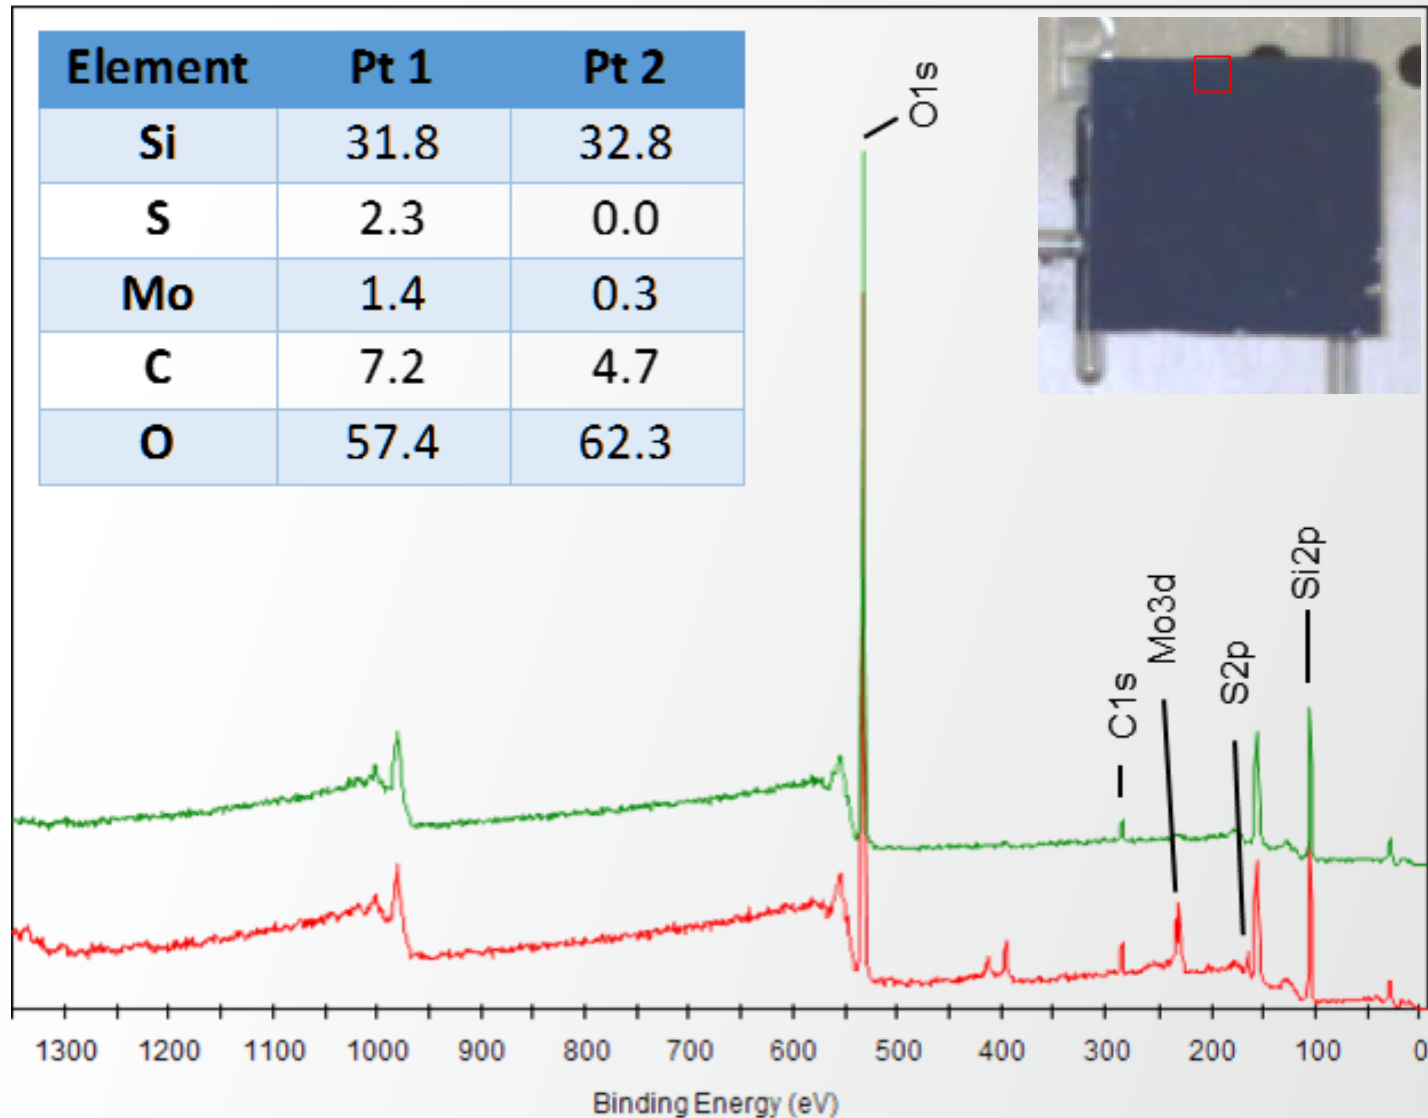 Element Pt 1 Pt 2
Si 31.8 32.8
S 2.3 0.0
Mo 1.4 0.3
C 7.2 4.7
O 57.4 62.3
O1s
C1s
Mo3d
S2p
Si2p
1300 1200 1100 1000 900 800 700 600 500 400 300 200 100 0
Binding Energy (eV)